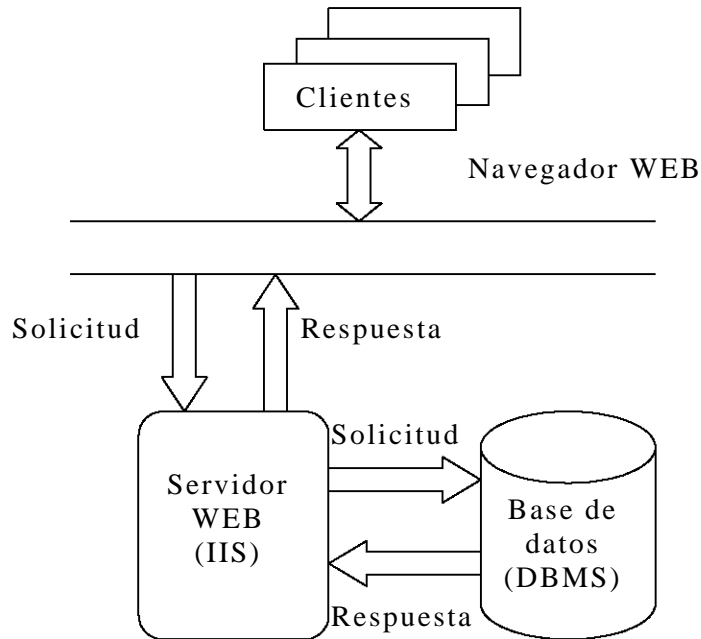 Clientes
Navegador WEB
Solicitud
Respuesta
Solicitud
Servidor
WEB
(IIS)
Base de
datos
(DBMS)
Respuesta